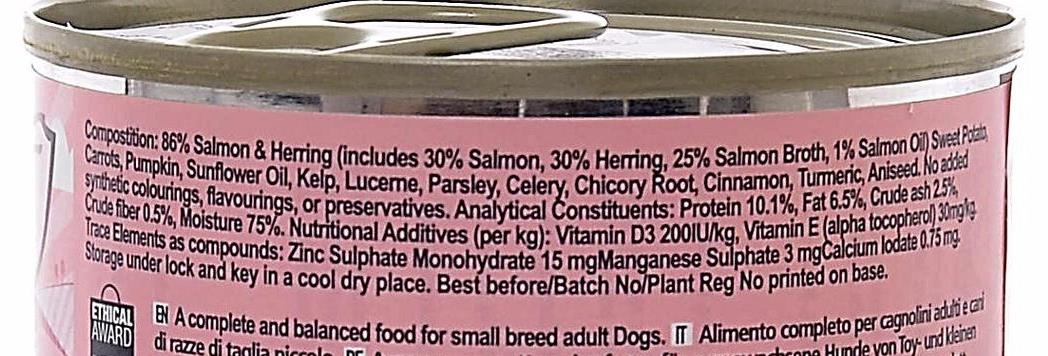 Compostition: 86% Salmon & Herring (includes 30% Salmon, 30% Herring, 25% Salmon Broth, 1% Salmon Oil) Sweet Potato,
Carrots, Pumpkin, Sunflower Oil, Kelp, Lucerne, Parsley, Celery, Chicory Root, Cinnamon, Turmeric, Aniseed. No added
synthetic colourings, flavourings, or preservatives. Analytical Constituents: Protein 10.1%, Fat 6.5%, Crude ash 2.5%,
Crude fiber 0.5%, Moisture 75%. Nutritional Additives (per kg): Vitamin D3 200IU/kg, Vitamin E (alpha tocopherol) 30mg/kg.
Trace Elements as compounds: Zinc Sulphate Monohydrate 15 mgManganese Sulphate 3 mgCalcium Iodate 0.75 mg.
Storage under lock and key in a cool dry place. Best before/Batch No/Plant Reg No printed on base.
ETHICAL
AWARD
EN A complete and balanced food for small breed adult Dogs. IT Alimento completo per cagnolini adulti e cani
di razze di taglia piccolo. Hunde von Toy- und kleinen